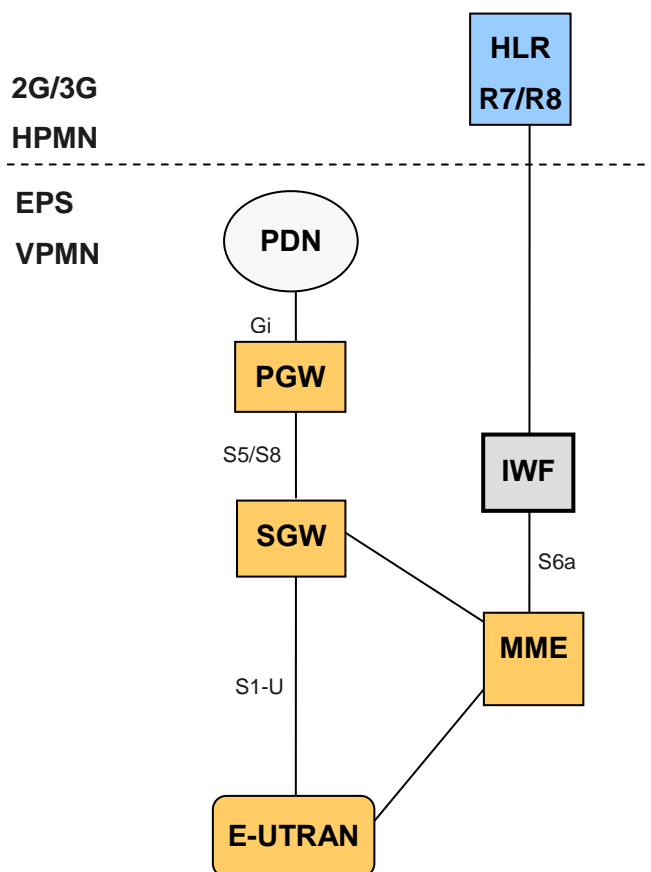 HLR
R7/R8
2G/3G
HPMN
EPS
VPMN
PDN
Gi
PGW
S5/S8
IWF
SGW
S6a
MME
S1-U
E-UTRAN